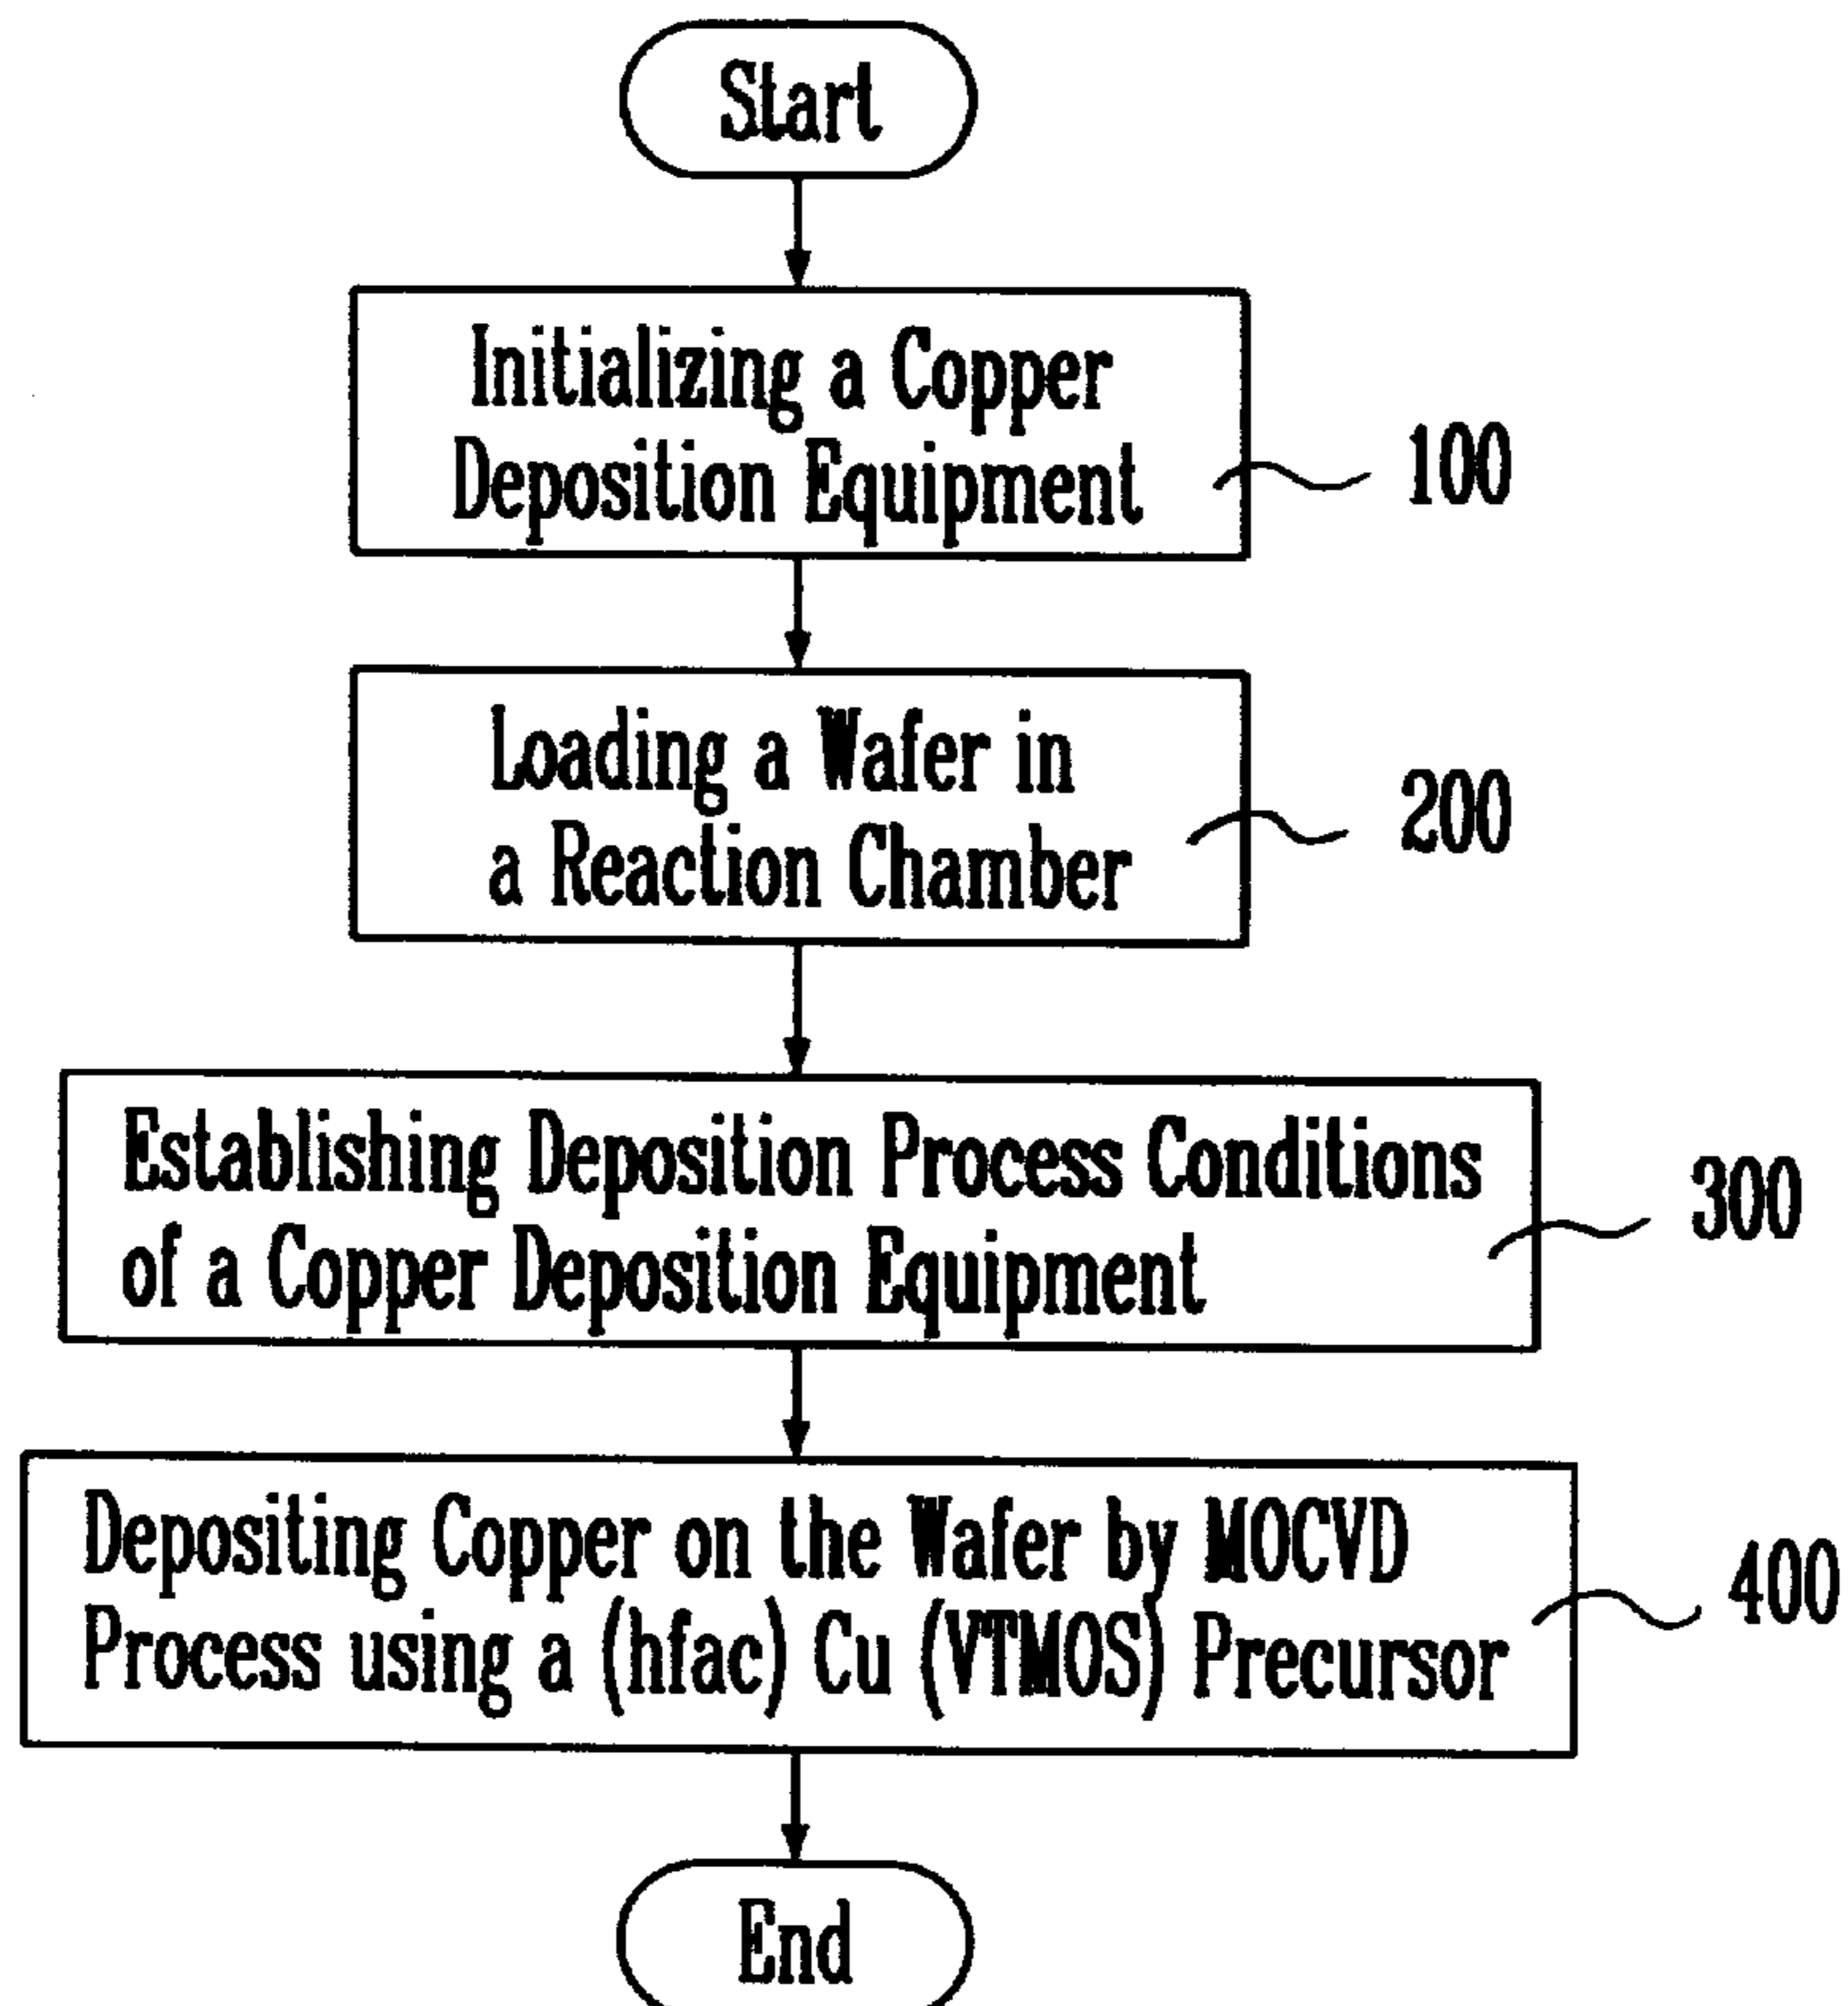 Start
Initializing a Copper
Deposition Equipment
100
Loading a Wafer in
a Reaction Chamber
200
Establishing Deposition Process Conditions
of a Copper Deposition Equipment
300
Depositing Copper on the Wafer by MOCVD
Process using a (hfac) Cu (VTMOS) Precursor
400
End